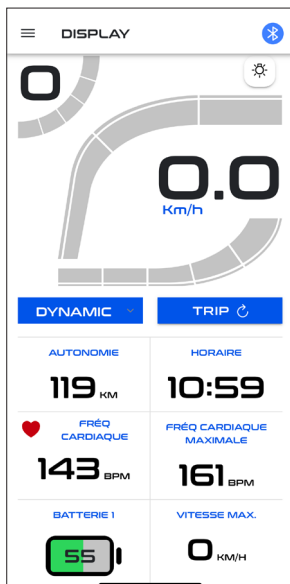 DISPLAY
0
0.0
Km/h
DYNAMIC
TRIP
AUTONOMIE
HORAIRE
119 KM
10:59
FRÉQ
CARDIAQUE
FRÉQ CARDIAQUE
MAXIMALE
143 BPM
161 BPM
BATTERIE 1
VITESSE MAX.
55
0 KM/H